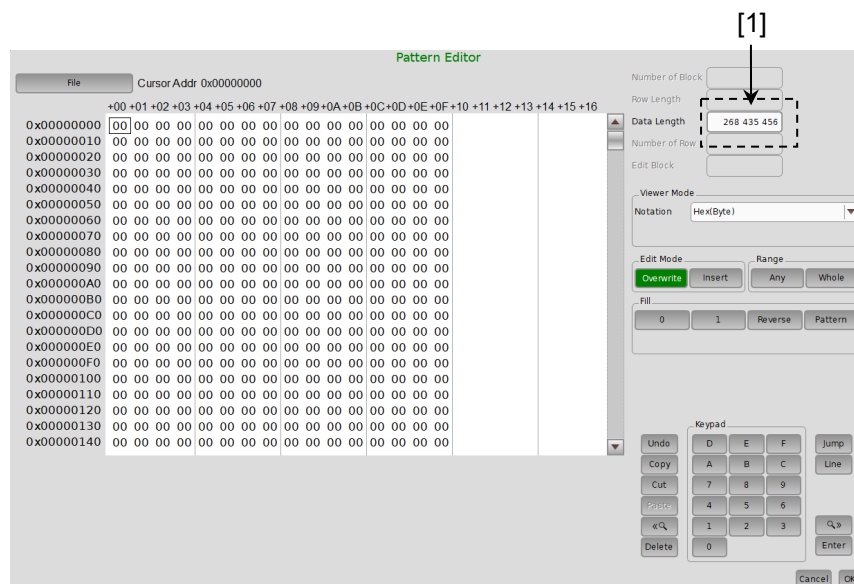 [1]
Pattern Editor
File
Cursor Addr 0x00000000
+00 +01 +02 +03 +04 +05 +06 +07 +08 +09+0A+0B +0C+0D+0E+0F+10 +11 +12 +13 +14 +15 +16
0x00000000 00 00 00 00 00 00 00 00 00 00 00 00 00 00 00 00
0x00000010 00 00 00 00 00 00 00 00 00 00 00 00 00 00 00 00
0x00000020 00 00 00 00 00 00 00 00 00 00 00 00 00 00 00 00
0x00000030 00 00 00 00 00 00 00 00 00 00 00 00 00 00 00 00
0x00000040 00 00 00 00 00 00 00 00 00 00 00 00 00 00 00 00
0x00000050 00 00 00 00 00 00 00 00 00 00 00 00 00 00 00 00
0x00000060 00 00 00 00 00 00 00 00 00 00 00 00 00 00 00 00
0x00000070 00 00 00 00 00 00 00 00 00 00 00 00 00 00 00 00
0x00000080 00 00 00 00 00 00 00 00 00 00 00 00 00 00 00 00
0x00000090 00 00 00 00 00 00 00 00 00 00 00 00 00 00 00 00
0x000000A0 00 00 00 00 00 00 00 00 00 00 00 00 00 00 00 00
0x000000B0 00 00 00 00 00 00 00 00 00 00 00 00 00 00 00 00
0x000000C0 00 00 00 00 00 00 00 00 00 00 00 00 00 00 00 00
0x000000D0 00 00 00 00 00 00 00 00 00 00 00 00 00 00 00 00
0x000000E0 00 00 00 00 00 00 00 00 00 00 00 00 00 00 00 00
0x000000F0 00 00 00 00 00 00 00 00 00 00 00 00 00 00 00 00
0x00000100 00 00 00 00 00 00 00 00 00 00 00 00 00 00 00 00
0x00000110 00 00 00 00 00 00 00 00 00 00 00 00 00 00 00 00
0x00000120 00 00 00 00 00 00 00 00 00 00 00 00 00 00 00 00
0x00000130 00 00 00 00 00 00 00 00 00 00 00 00 00 00 00 00
0x00000140 00 00 00 00 00 00 00 00 00 00 00 00 00 00 00 00
Number of Block
Row Length
Data Length 268 435 456
Number of Row
Edit Block
Viewer Mode
Notation Hex(Byte)
Edit Mode
Overwrite Insert
Range
Any Whole
Fill
0 1 Reverse Pattern
Keypad
Undo D E F Jump
Copy A B C Line
Cut 7 8 9
Paste 4 5 6
« 1 2 3 »
Delete 0 Enter
Cancel OK